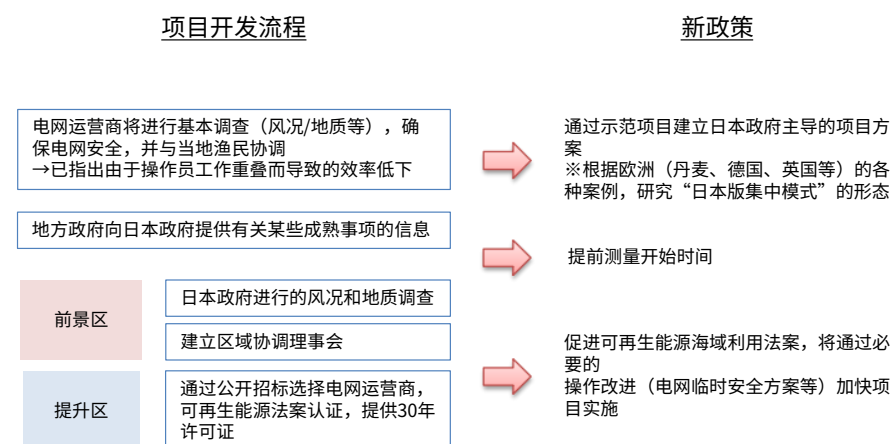 项目开发流程
新政策
电网运营商将进行基本调查（风况/地质等），确
保电网安全，并与当地渔民协调
→已指出由于操作员工作重叠而导致的效率低下
通过示范项目建立日本政府主导的项目方
案
※根据欧洲（丹麦、德国、英国等）的各
种案例，研究“日本版集中模式”的形态
地方政府向日本政府提供有关某些成熟事项的信息
提前测量开始时间
前景区
日本政府进行的风况和地质调查
建立区域协调理事会
促进可再生能源海域利用法案，将通过必
要的
操作改进（电网临时安全方案等）加快项
目实施
提升区
通过公开招标选择电网运营商，
可再生能源法案认证，提供30年
许可证